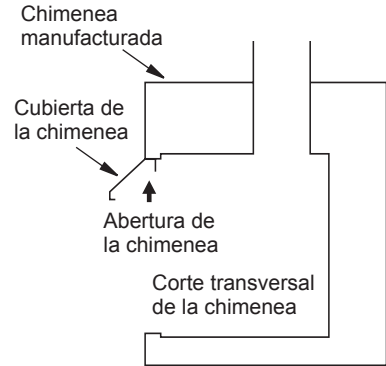 Chimenea
manufacturada
Cubierta de
la chimenea
Abertura de
la chimenea
Corte transversal
de la chimenea